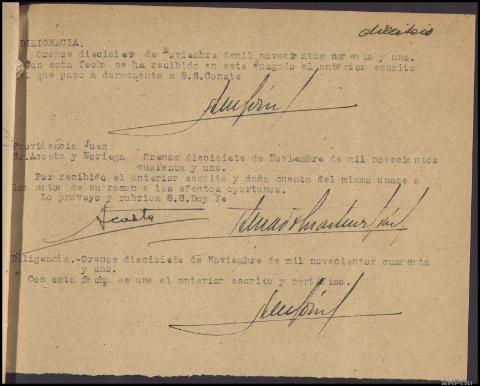 dieciseis
DILIGENCIA.
Orense diecisiete de Noviembre demil novecientos uarenta y uno.
Con esta fecha se ha recibido en este Juzgado el anterior escrito
el que paso a darmcuenta a S.S.Conste
Providencia Juez
Sr.Acosta y Noriega Orense diecisiete de Noviembre de mil novecientos
cuarenta y uno.
Por recibido el anterior escrito y dada cuenta del mismo unase a
los autos de su razon a los efectos oportunos.
Lo proveyo y rubrica S.S.Doy Fe
Acosta
Diligencia.-Orense diecisiete de Noviembre de mil novecientos cuarenta
y uno.
Con esta fecha se une el anterior escrito y certifico.